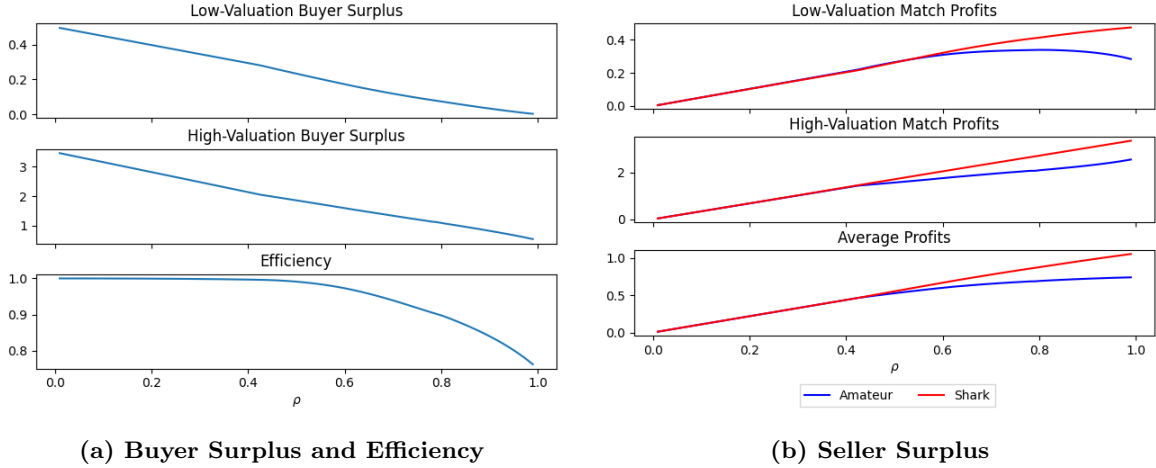 Low-Valuation Buyer Surplus
0.4
0.2
0.0
High-Valuation Buyer Surplus
3
2
1
Efficiency
1.0
0.9
0.8
0.0 0.2 0.4 0.6 0.8 1.0
ρ
(a) Buyer Surplus and Efficiency
Low-Valuation Match Profits
0.4
0.2
0.0
High-Valuation Match Profits
2
0
Average Profits
1.0
0.5
0.0
0.0 0.2 0.4 0.6 0.8 1.0
ρ
Amateur Shark
(b) Seller Surplus